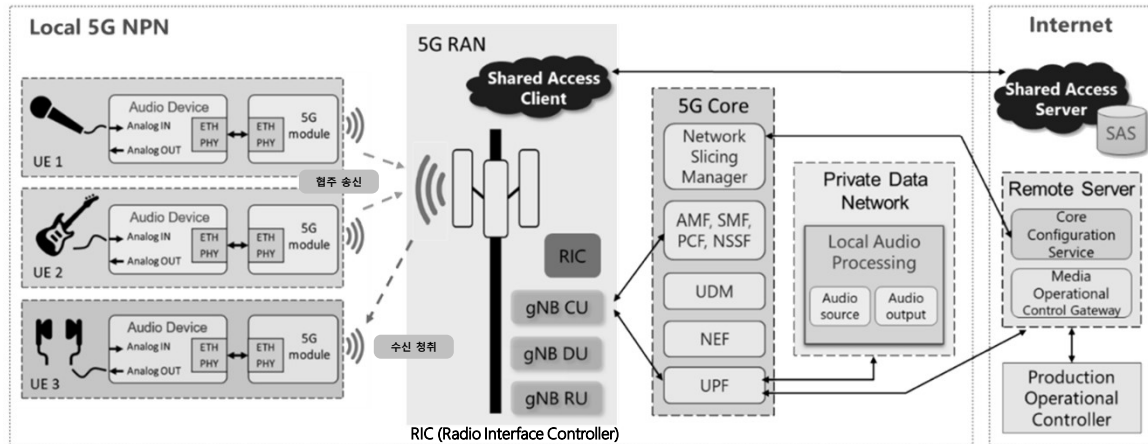 Local 5G NPN
Audio Device
Analog IN
Analog OUT
ETH
PHY
ETH
PHY
5G
module
UE 1
협주 송신
Audio Device
Analog IN
Analog OUT
ETH
PHY
ETH
PHY
5G
module
UE 2
Audio Device
Analog IN
Analog OUT
ETH
PHY
ETH
PHY
5G
module
UE 3
수신 청취
5G RAN
Shared Access
Client
RIC
gNB CU
gNB DU
gNB RU
RIC (Radio Interface Controller)
5G Core
Network
Slicing
Manager
AMF, SMF,
PCF, NSSF
UDM
NEF
UPF
Private Data
Network
Local Audio
Processing
Audio
source
Audio
output
Internet
Shared Access
Server
SAS
Remote Server
Core
Configuration
Service
Media
Operational
Control Gateway
Production
Operational
Controller